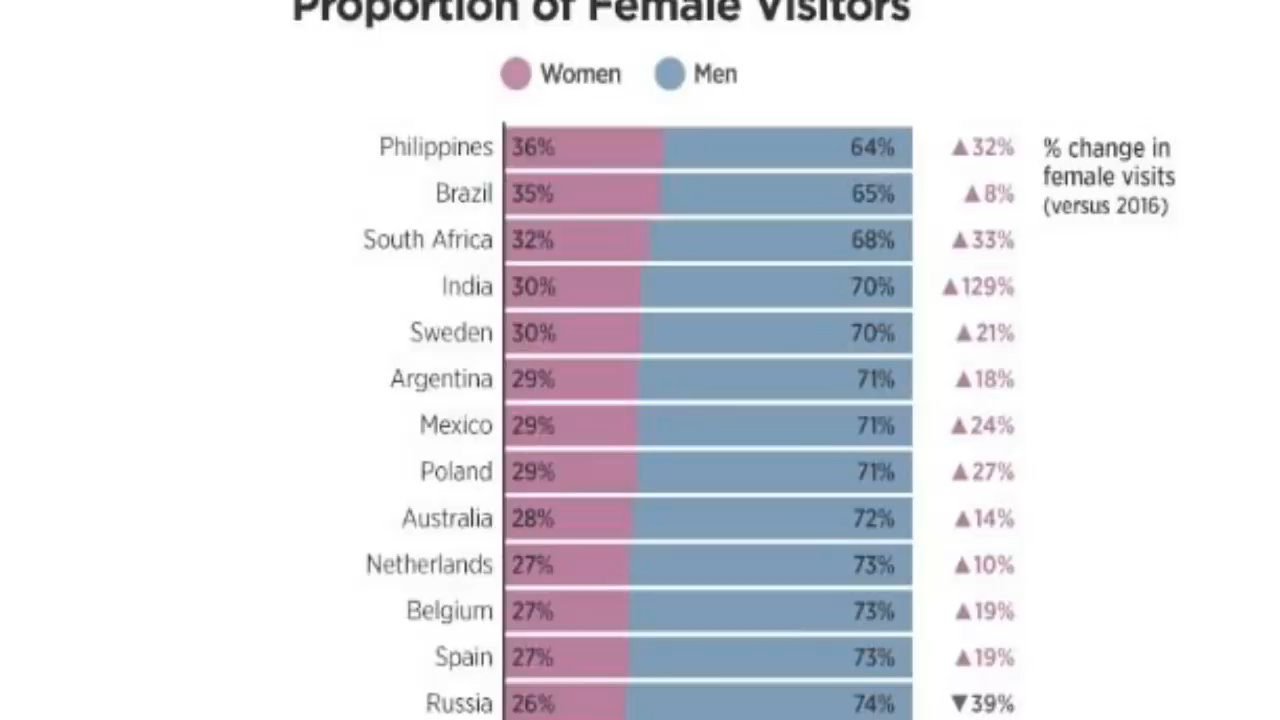 Proportion of Female Visitors
Women Men
Philippines 36% 64% ▲32%
Brazil 35% 65% ▲8%
South Africa 32% 68% ▲33%
India 30% 70% ▲129%
Sweden 30% 70% ▲21%
Argentina 29% 71% ▲18%
Mexico 29% 71% ▲24%
Poland 29% 71% ▲27%
Australia 28% 72% ▲14%
Netherlands 27% 73% ▲10%
Belgium 27% 73% ▲19%
Spain 27% 73% ▲19%
Russia 26% 74% ▼39%
% change in
female visits
(versus 2016)